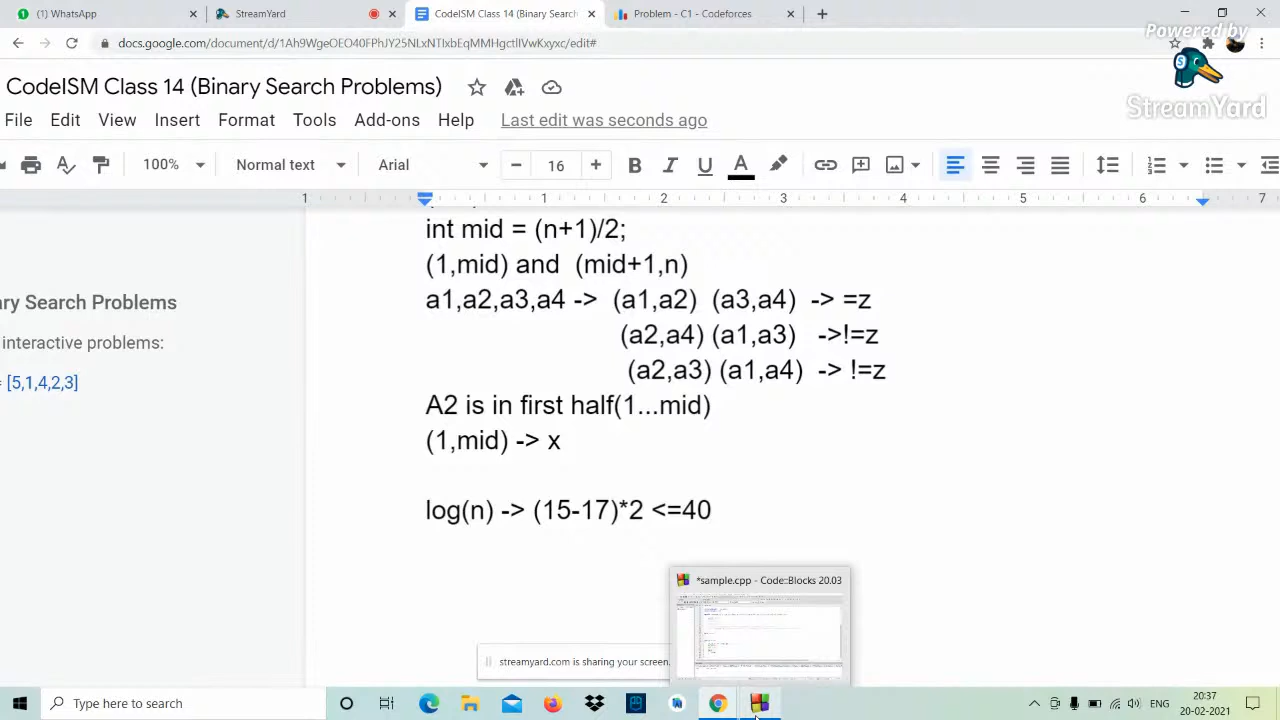 (1) WhatsApp
StreamYard
CodeISM Class 14 (Binary Search
Problem - C1 - Codeforces
docs.google.com/document/d/1Ah9WgeOEO40FPhJY25NLxNTIxbEqMMHgHIlVwKxyxc/edit#
Powered by
StreamYard
CodeISM Class 14 (Binary Search Problems)
File Edit View Insert Format Tools Add-ons Help Last edit was seconds ago
100% Normal text Arial 16 B I U A
1 1 2 3 4 5 6 7
int mid = (n+1)/2;
(1,mid) and (mid+1,n)
ary Search Problems
a1,a2,a3,a4 -> (a1,a2) (a3,a4) -> =z
(a2,a4) (a1,a3) ->!=z
interactive problems:
(a2,a3) (a1,a4) -> !=z
= [5,1,4,2,3]
A2 is in first half(1...mid)
(1,mid) -> x
log(n) -> (15-17)*2 <=40
*sample.cpp - Code::Blocks 20.03
streamyard.com is sharing your screen.
Type here to search
ENG
20:37
20-02-2021